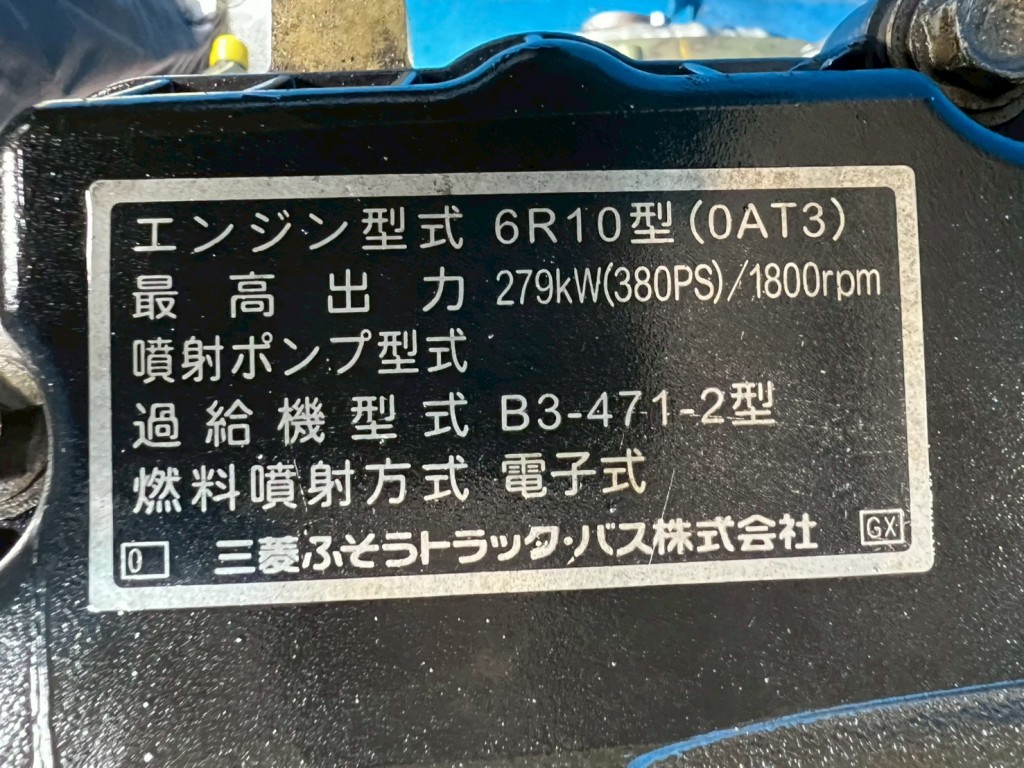 エンジン型式 6R10型(0AT3)
最高出力 279kW(380PS)/1800rpm
噴射ポンプ型式
過給機型式 B3-471-2型
燃料噴射方式 電子式
0 三菱ふそうトラック・バス株式会社 GX